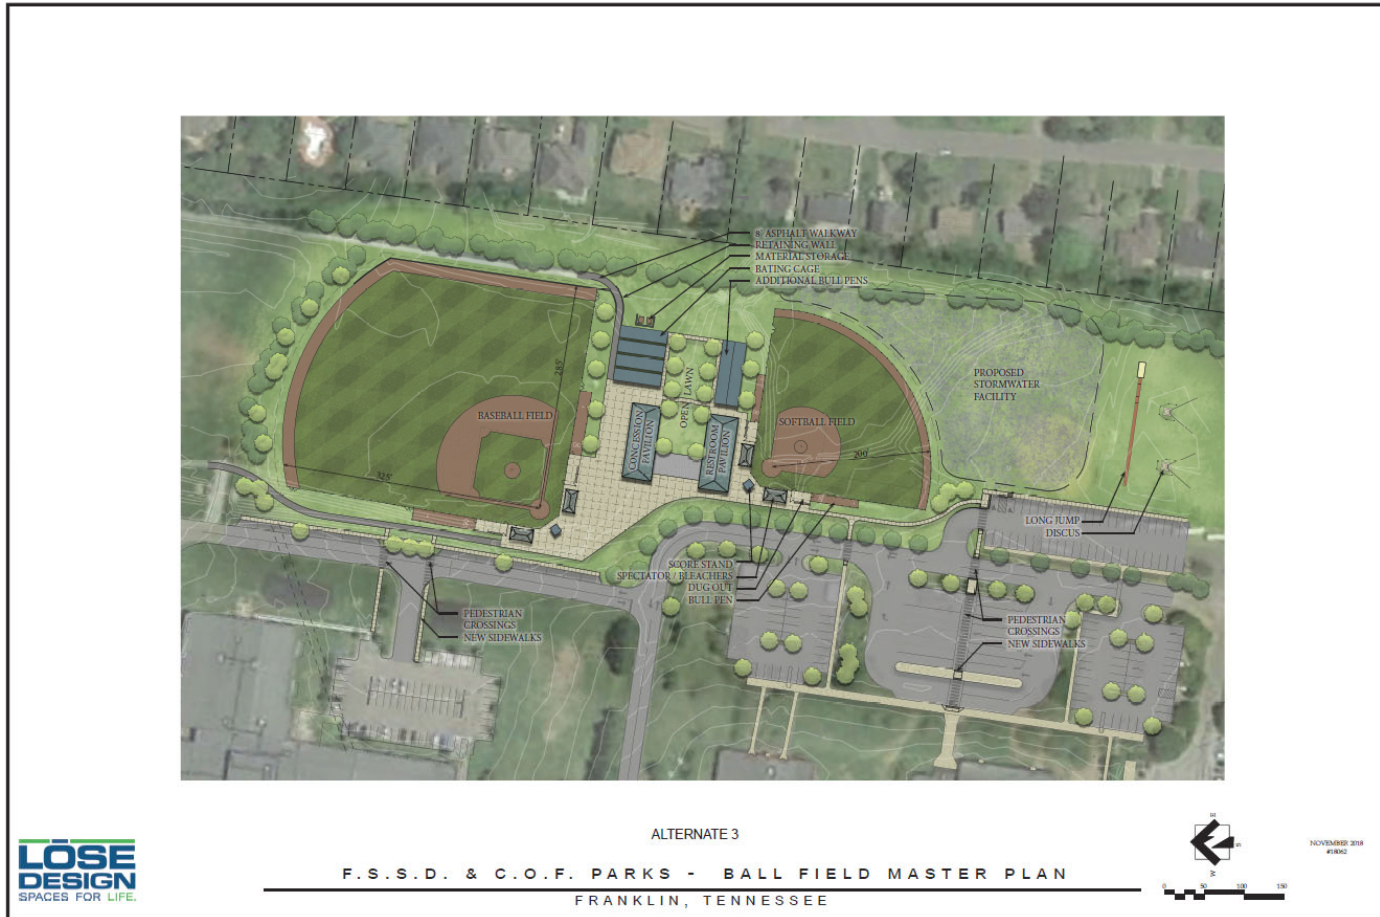 8' ASPHALT WALKWAY
RETAINING WALL
MATERIAL STORAGE
BATING CAGE
ADDITIONAL BULL PENS
285'
BASEBALL FIELD
325'
OPEN LAWN
CONCESSION
PAVILION
RESTROOM
PAVILION
SOFTBALL FIELD
200'
PROPOSED
STORMWATER
FACILITY
LONG JUMP
DISCUS
SCORE STAND
SPECTATOR / BLEACHERS
DUG OUT
BULL PEN
PEDESTRIAN
CROSSINGS
NEW SIDEWALKS
PEDESTRIAN
CROSSINGS
NEW SIDEWALKS
LŌSE
DESIGN
SPACES FOR LIFE.
ALTERNATE 3
F.S.S.D. & C.O.F. PARKS - BALL FIELD MASTER PLAN
FRANKLIN, TENNESSEE
W
0 50 100 150
NOVEMBER 2018
#18062